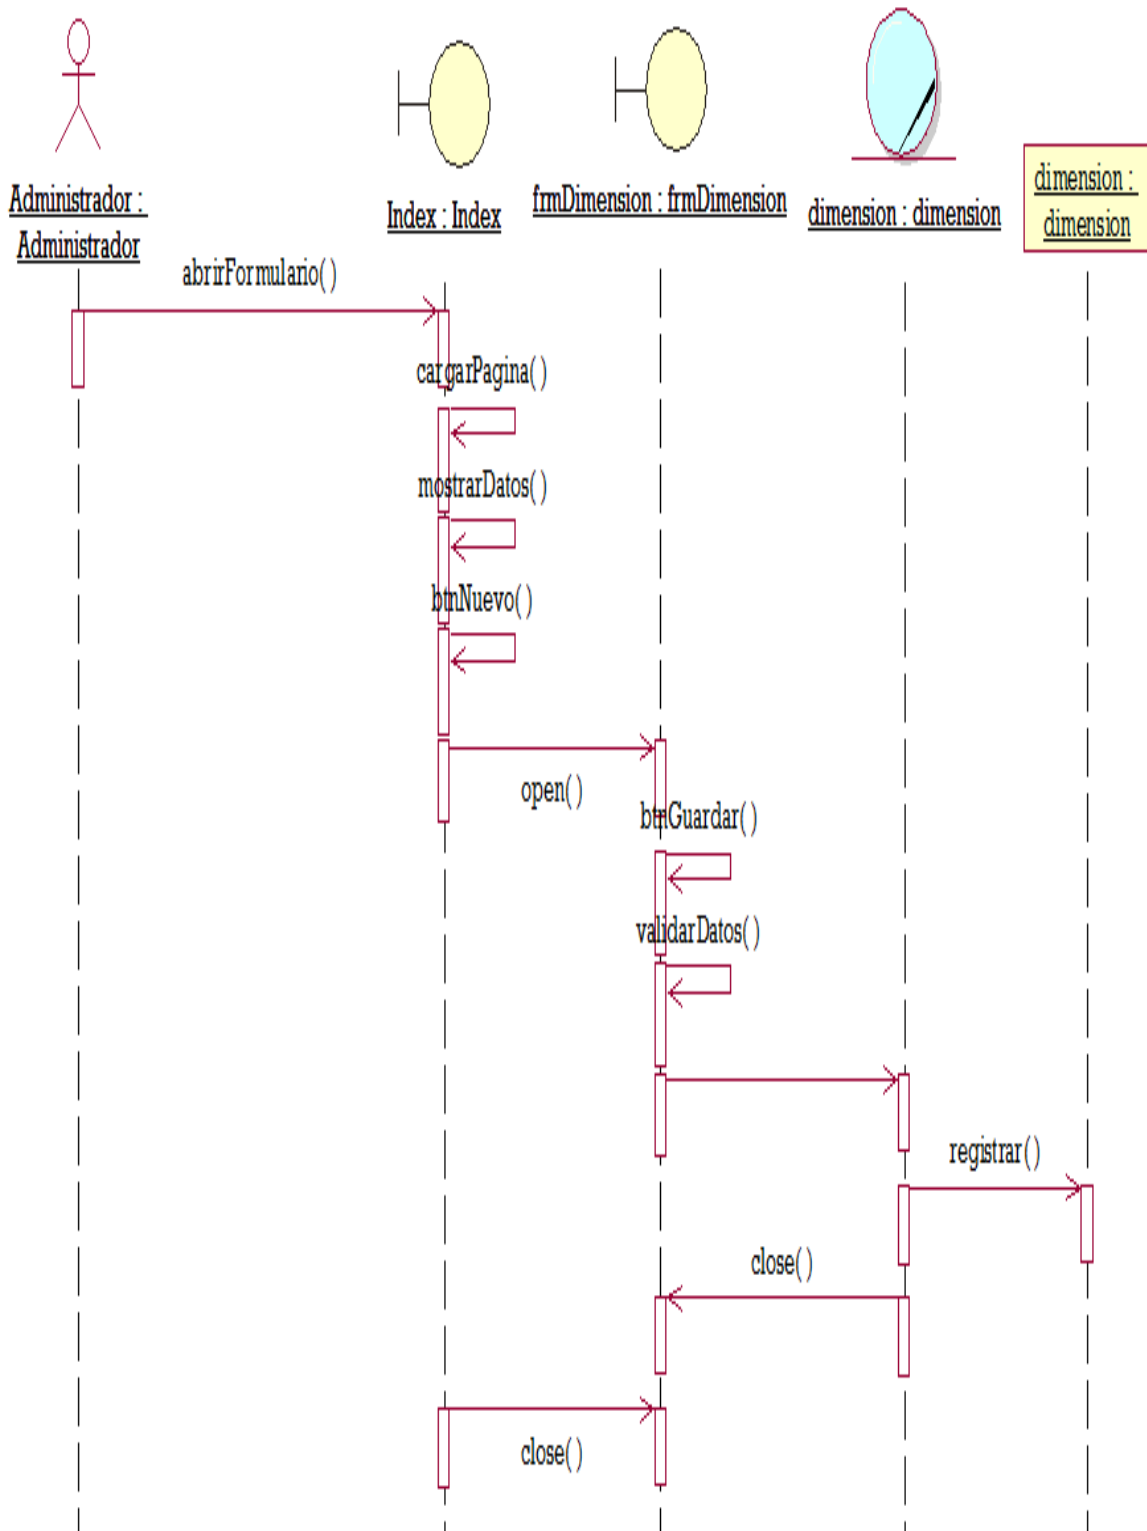 Administrador :
Administrador
Index : Index
frmDimension : frmDimension
dimension : dimension
dimension :
dimension
abrirFormulario( )
cargarPagina( )
mostrarDatos( )
btnNuevo( )
open( )
btnGuardar( )
validarDatos( )
registrar( )
close( )
close( )